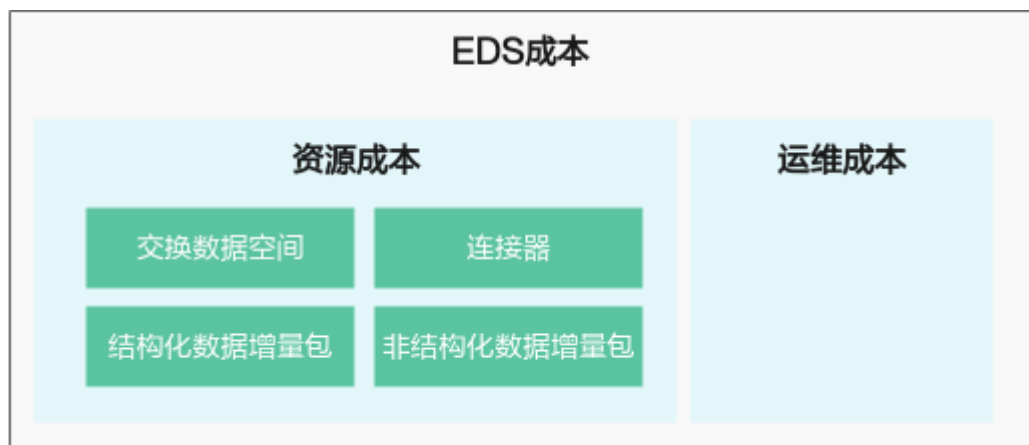 EDS成本
资源成本
运维成本
交换数据空间
连接器
结构化数据增量包
非结构化数据增量包